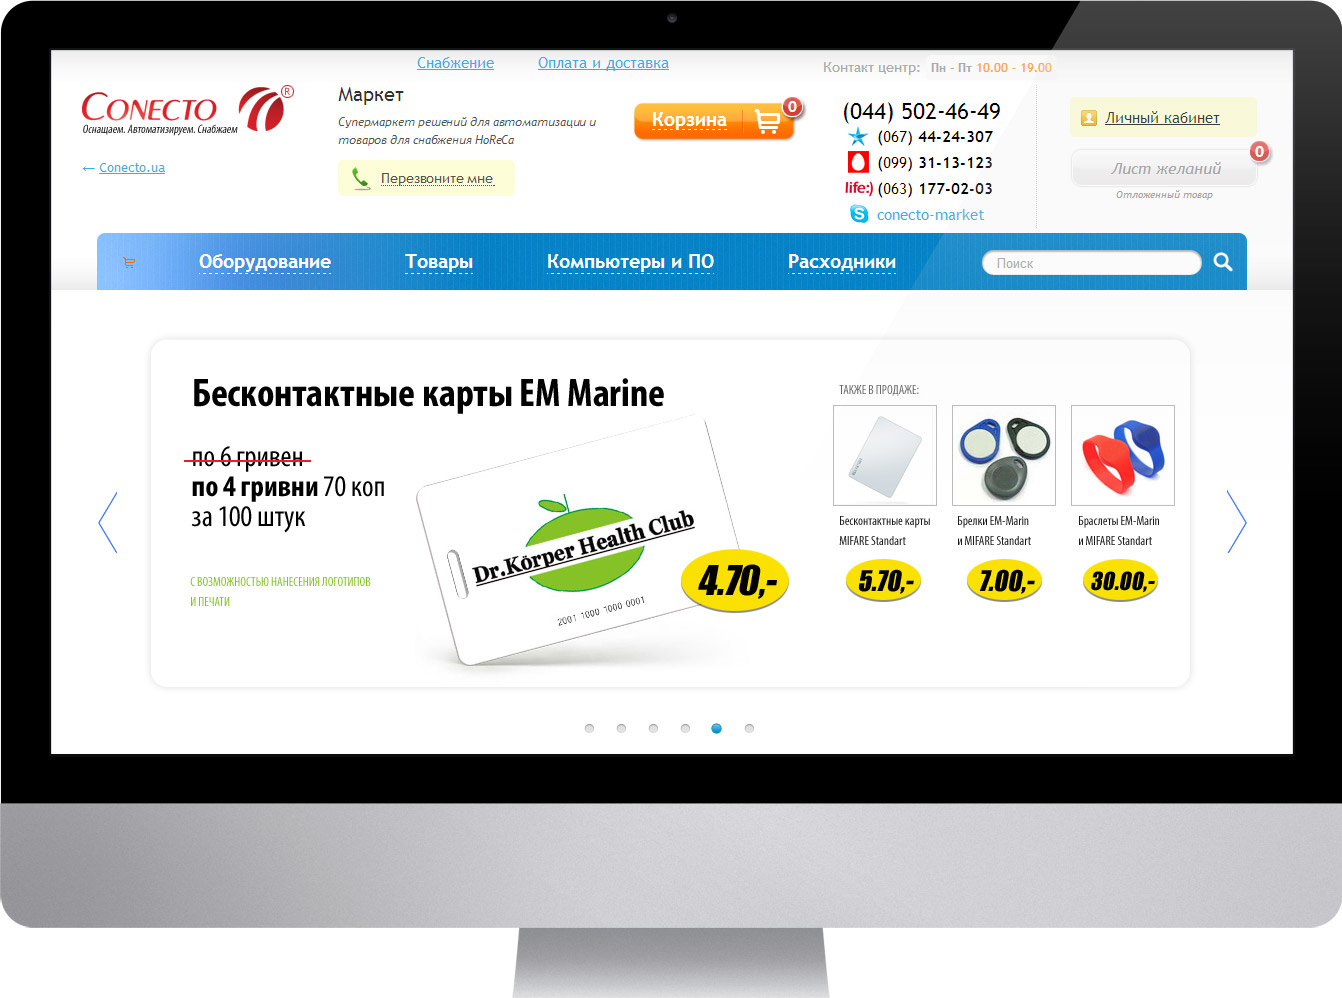 Снабжение
Оплата и доставка
Контакт центр: Пн - Пт 10.00 - 19.00
CONECTO ®
Оснащаем. Автоматизируем. Снабжаем
← Conecto.ua
Маркет
Супермаркет решений для автоматизации и
товаров для снабжения HoReCa
Перезвоните мне
Корзина
0
(044) 502-46-49
(067) 44-24-307
(099) 31-13-123
life:) (063) 177-02-03
S conecto-market
Личный кабинет
Лист желаний
0
Отложенный товар
Оборудование
Товары
Компьютеры и ПО
Расходники
Поиск
Бесконтактные карты EM Marine
по 6 гривен
по 4 гривни 70 коп
за 100 штук
С ВОЗМОЖНОСТЬЮ НАНЕСЕНИЯ ЛОГОТИПОВ
И ПЕЧАТИ
Dr.Körper Health Club
2001 1000 1000 0001
4.70,-
ТАКЖЕ В ПРОДАЖЕ:
Бесконтактные карты
MIFARE Standart
5.70,-
Брелки EM-Marin
и MIFARE Standart
7.00,-
Браслеты EM-Marin
и MIFARE Standart
30.00,-